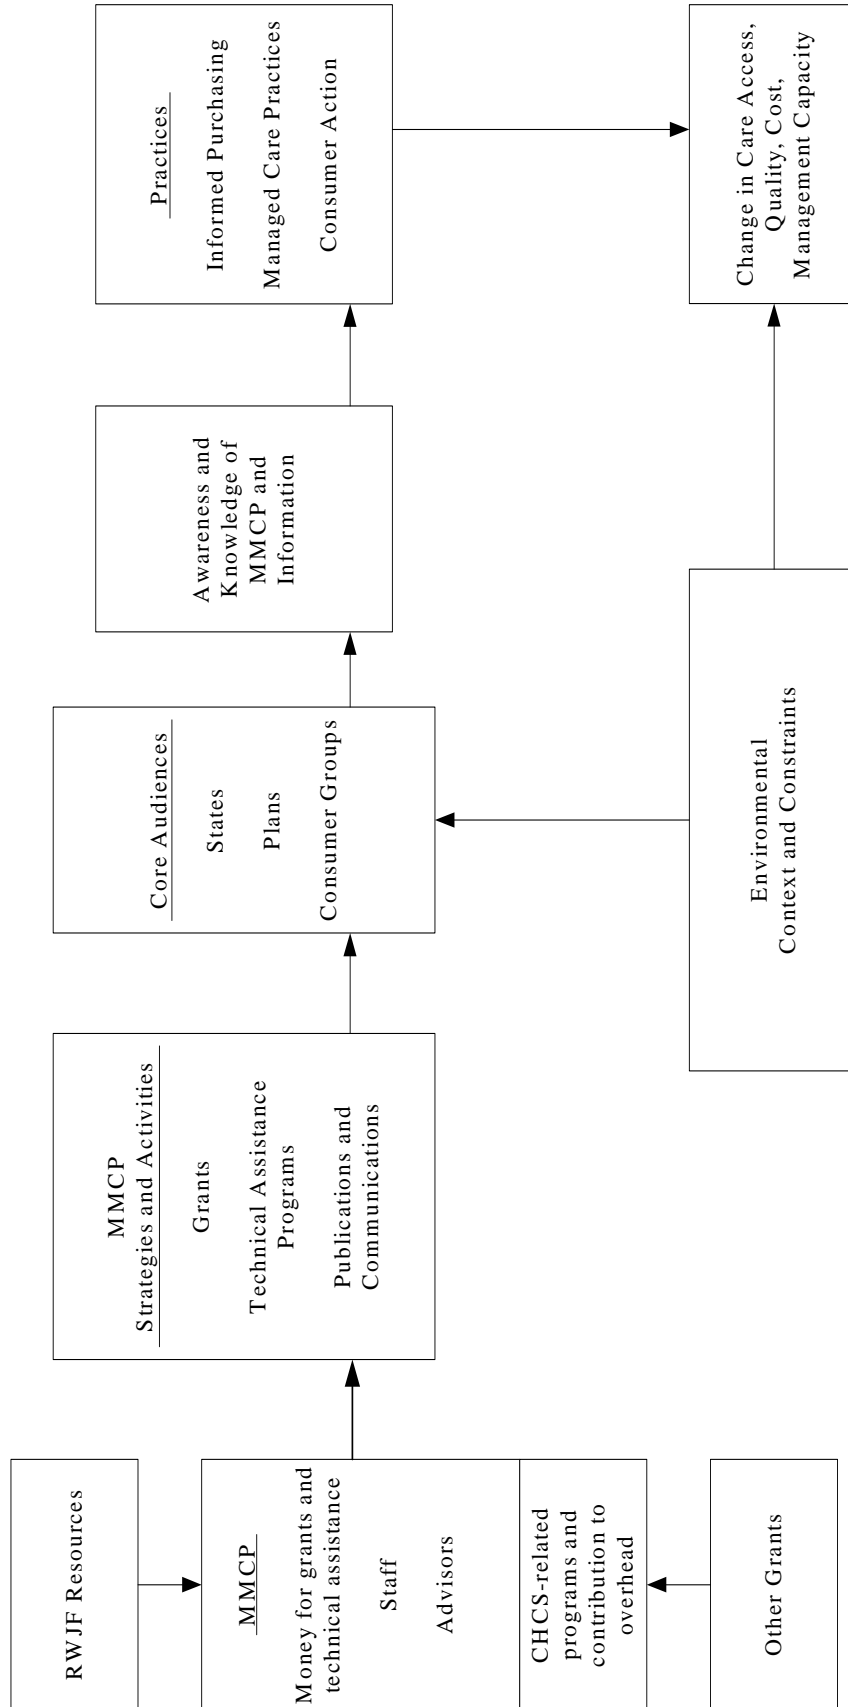 RWJF Resources
MMCP
Money for grants and
technical assistance
Staff
Advisors
CHCS-related
programs and
contribution to
overhead
Other Grants
MMCP
Strategies and Activities
Grants
Technical Assistance
Programs
Publications and
Communications
Core Audiences
States
Plans
Consumer Groups
Awareness and
Knowledge of
MMCP and
Information
Practices
Informed Purchasing
Managed Care Practices
Consumer Action
Environmental
Context and Constraints
Change in Care Access,
Quality, Cost,
Management Capacity